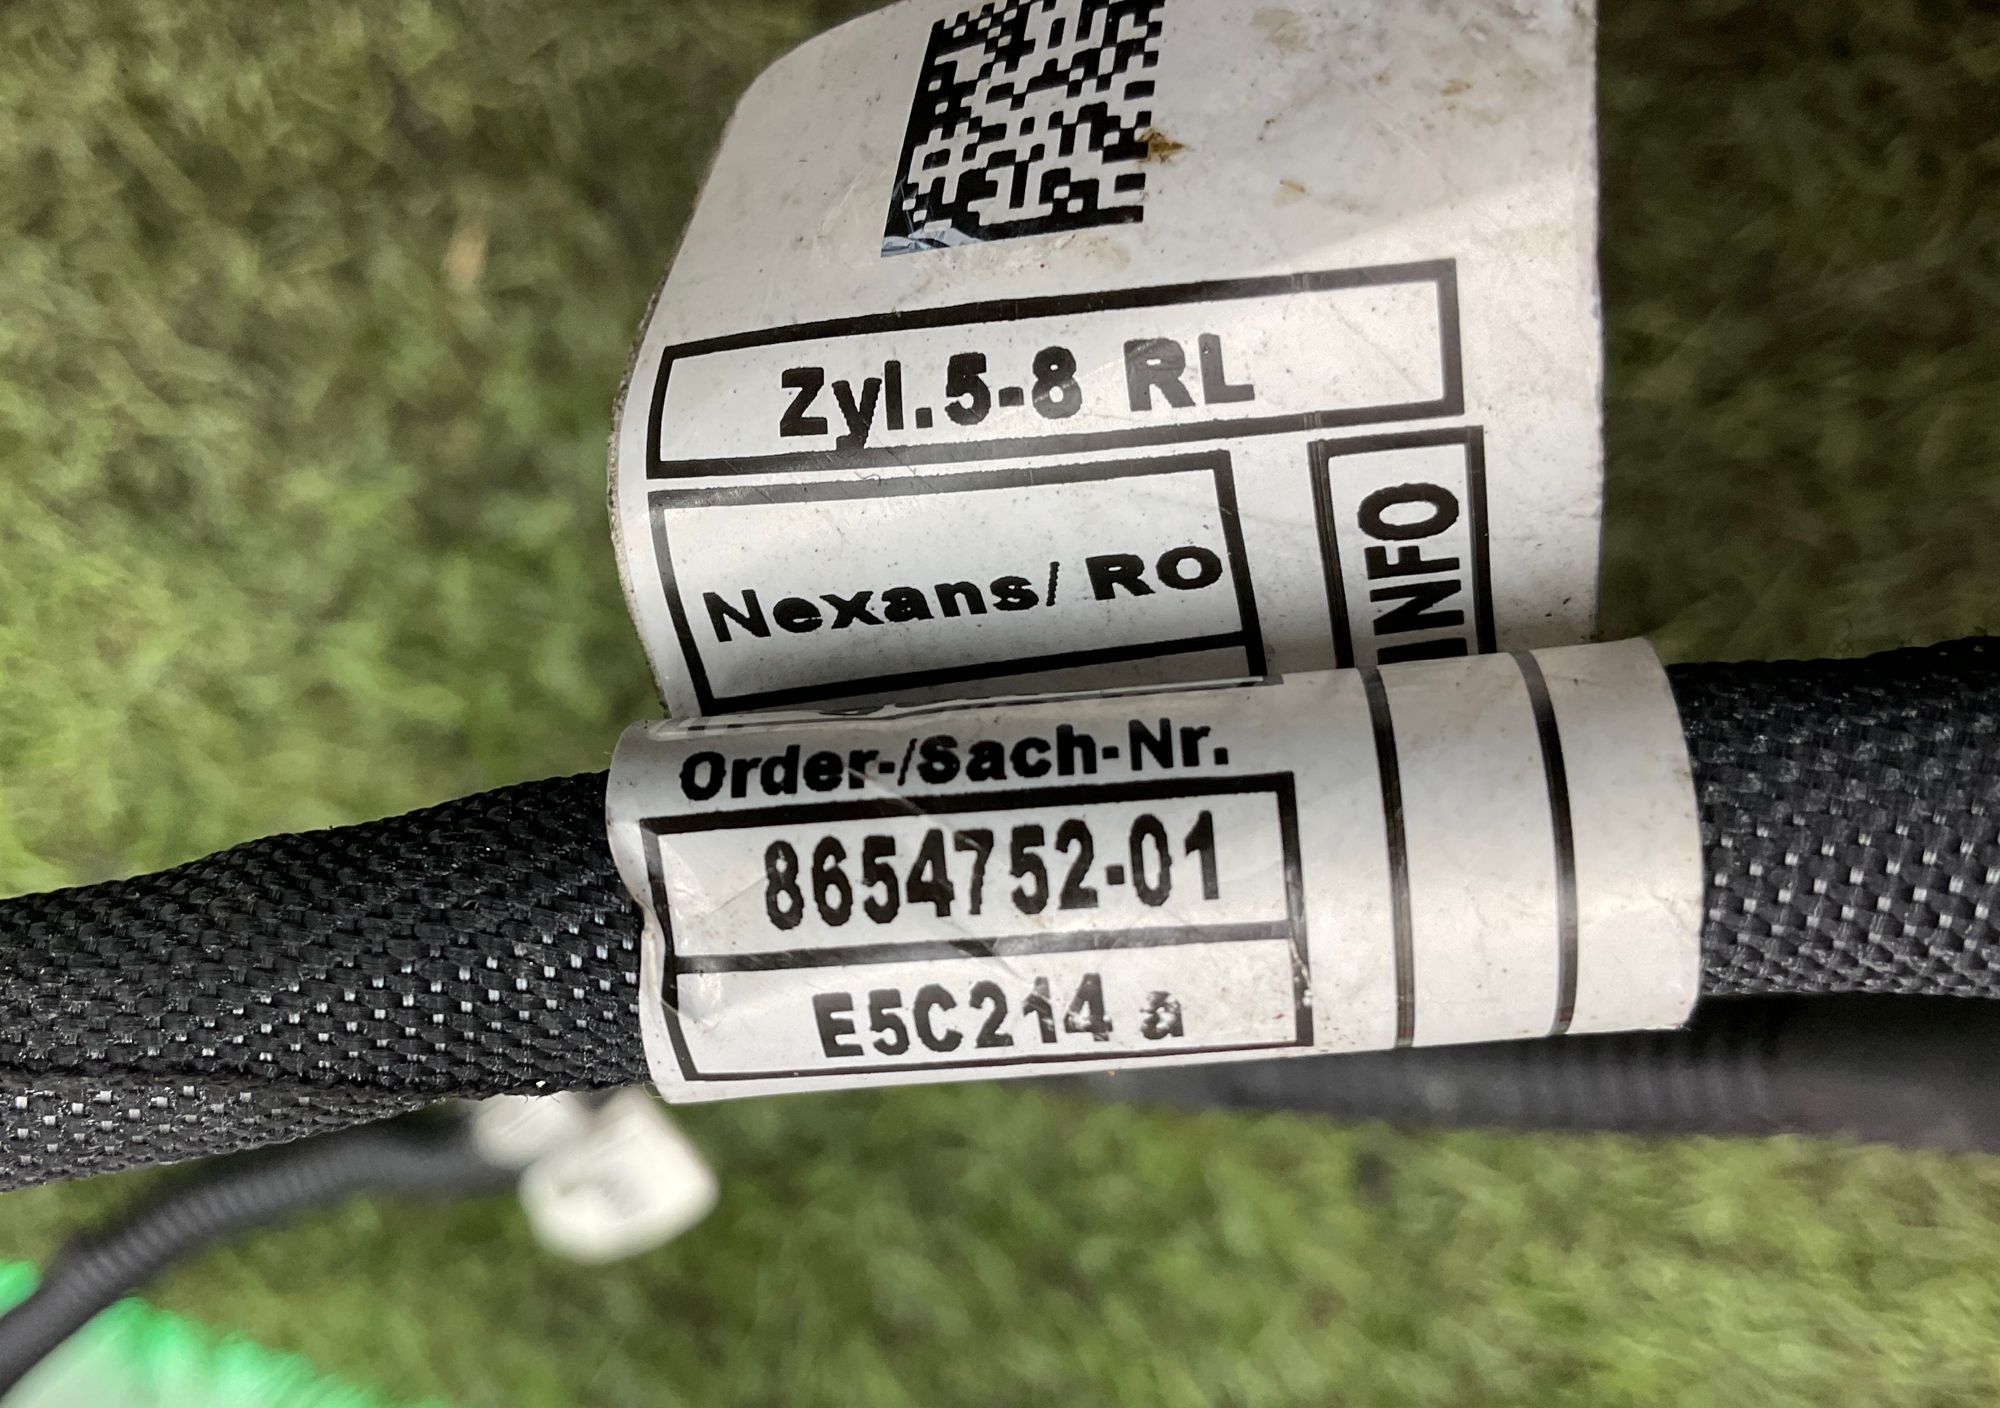 Zyl.5-8 RL
Nexans/ RO
INFO
Order-/Sach-Nr.
8654752-01
E5C214 a